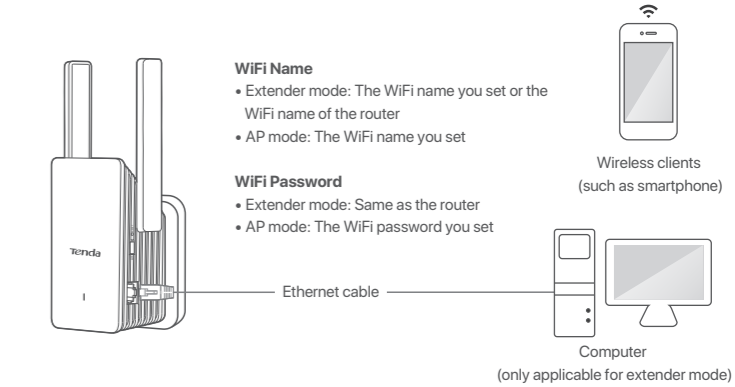 WiFi Name
• Extender mode: The WiFi name you set or the
WiFi name of the router
• AP mode: The WiFi name you set
WiFi Password
• Extender mode: Same as the router
• AP mode: The WiFi password you set
Wireless clients
(such as smartphone)
Tenda
Ethernet cable
Computer
(only applicable for extender mode)